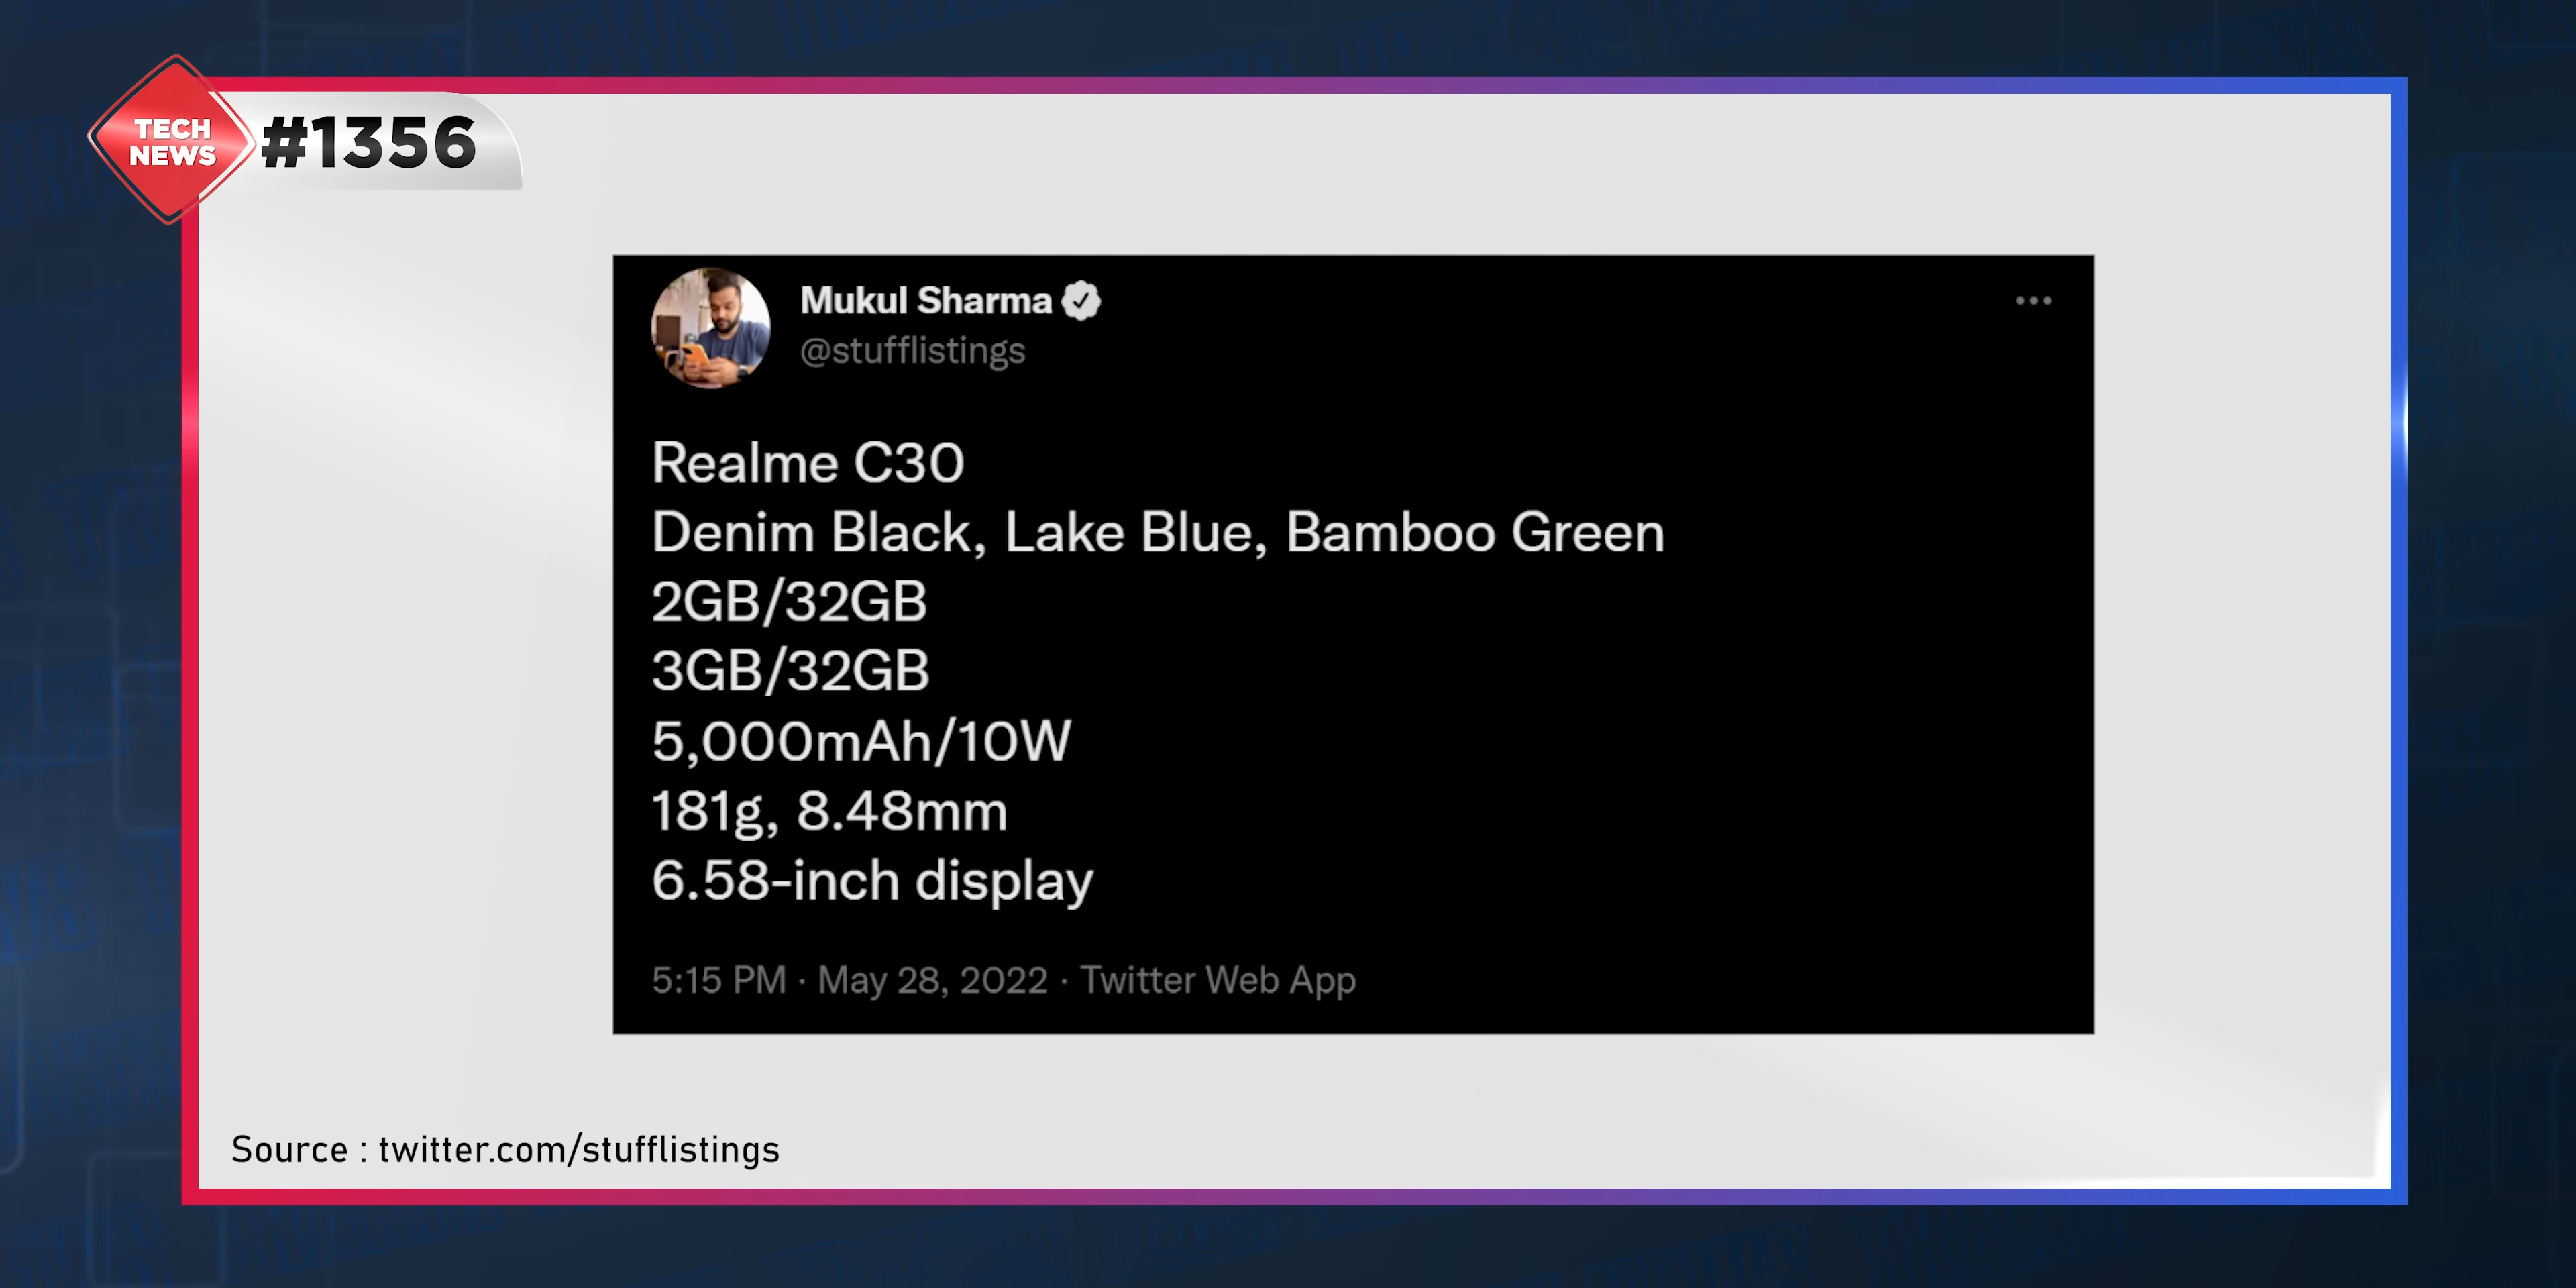 TECH
NEWS
#1356
Mukul Sharma
@stufflistings
Realme C30
Denim Black, Lake Blue, Bamboo Green
2GB/32GB
3GB/32GB
5,000mAh/10W
181g, 8.48mm
6.58-inch display
5:15 PM · May 28, 2022 · Twitter Web App
Source : twitter.com/stufflistings